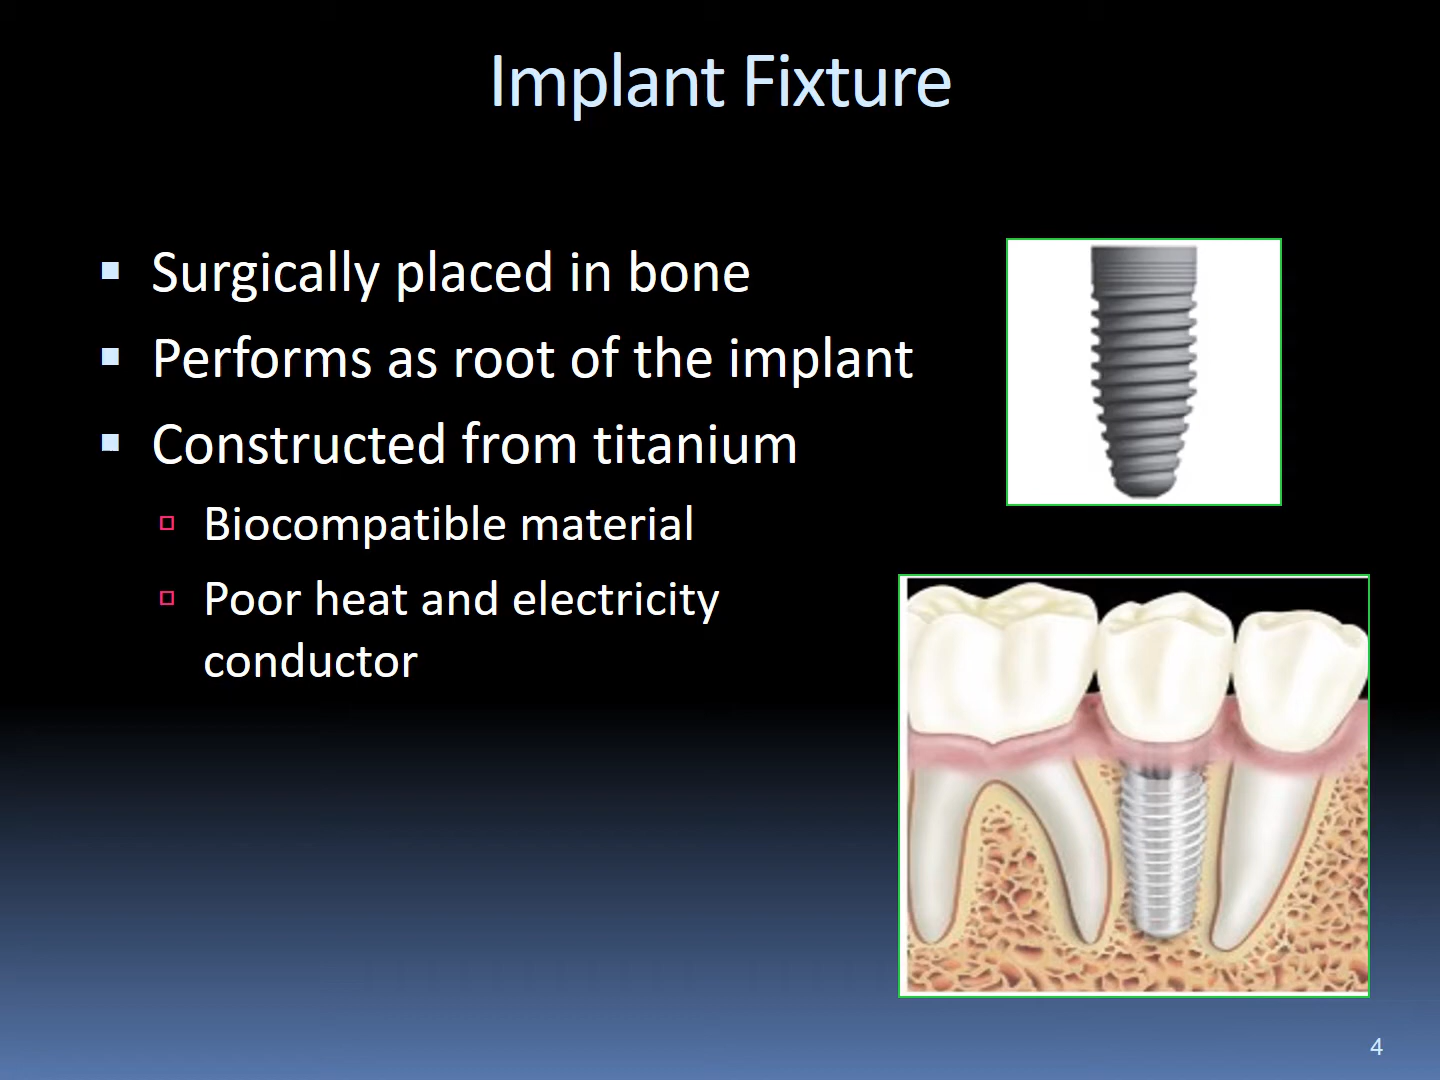 Implant Fixture
Surgically placed in bone
Performs as root of the implant
Constructed from titanium
Biocompatible material
Poor heat and electricity
conductor
4